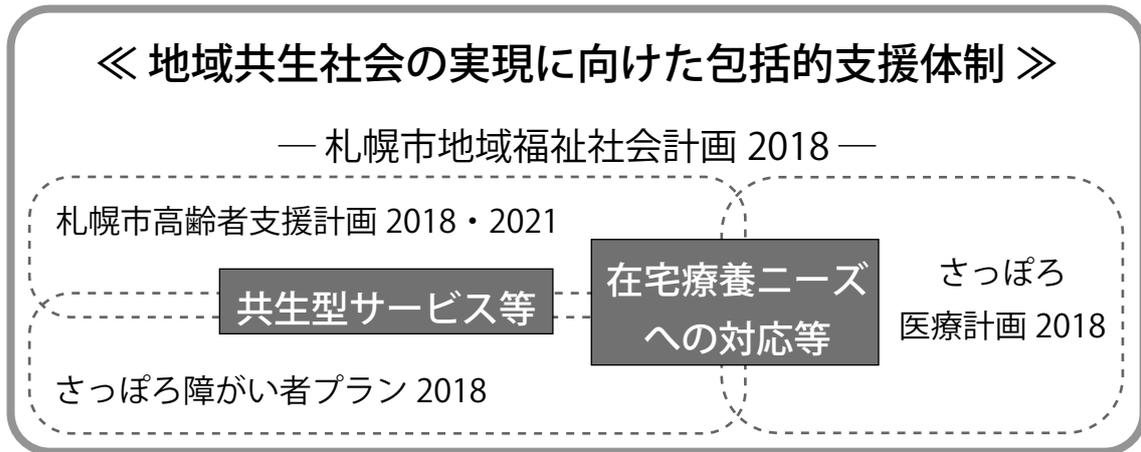 ≪ 地域共生社会の実現に向けた包括的支援体制 ≫
― 札幌市地域福祉社会計画 2018 ―
札幌市高齢者支援計画 2018・2021
共生型サービス等
在宅療養ニーズ
への対応等
さっぽろ
医療計画 2018
さっぽろ障がい者プラン 2018